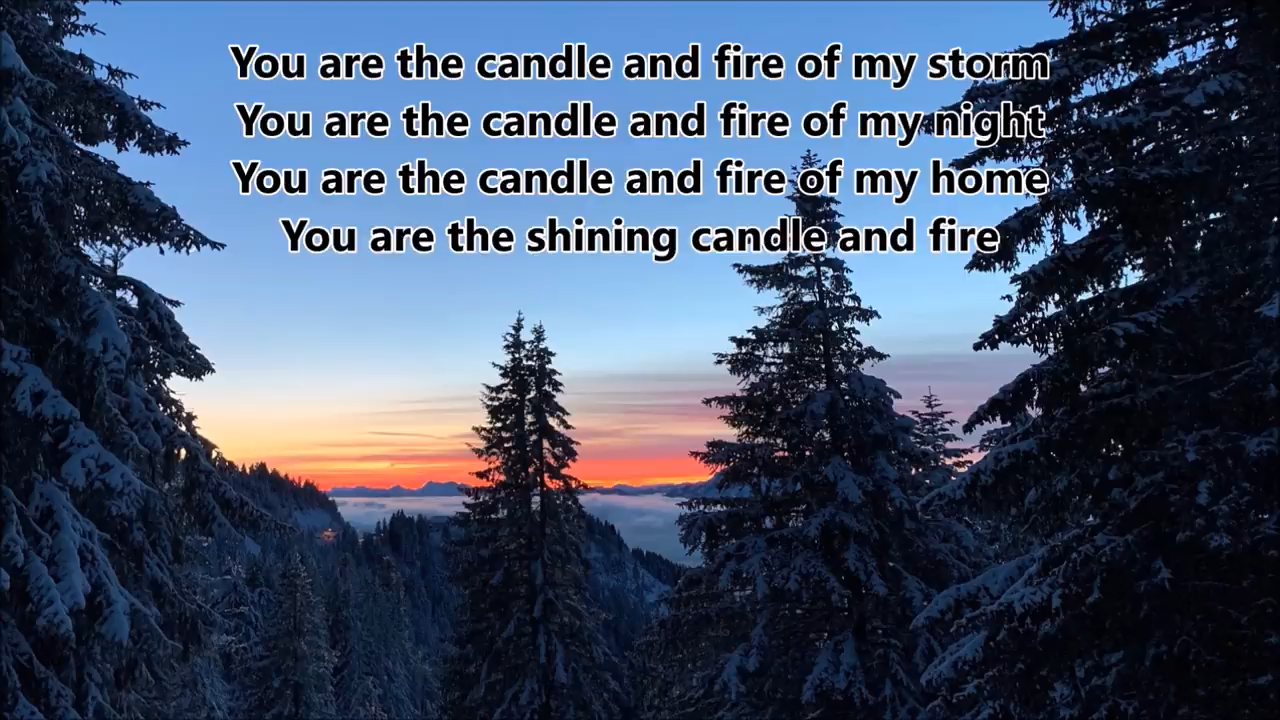 You are the candle and fire of my storm
You are the candle and fire of my night
You are the candle and fire of my home
You are the shining candle and fire